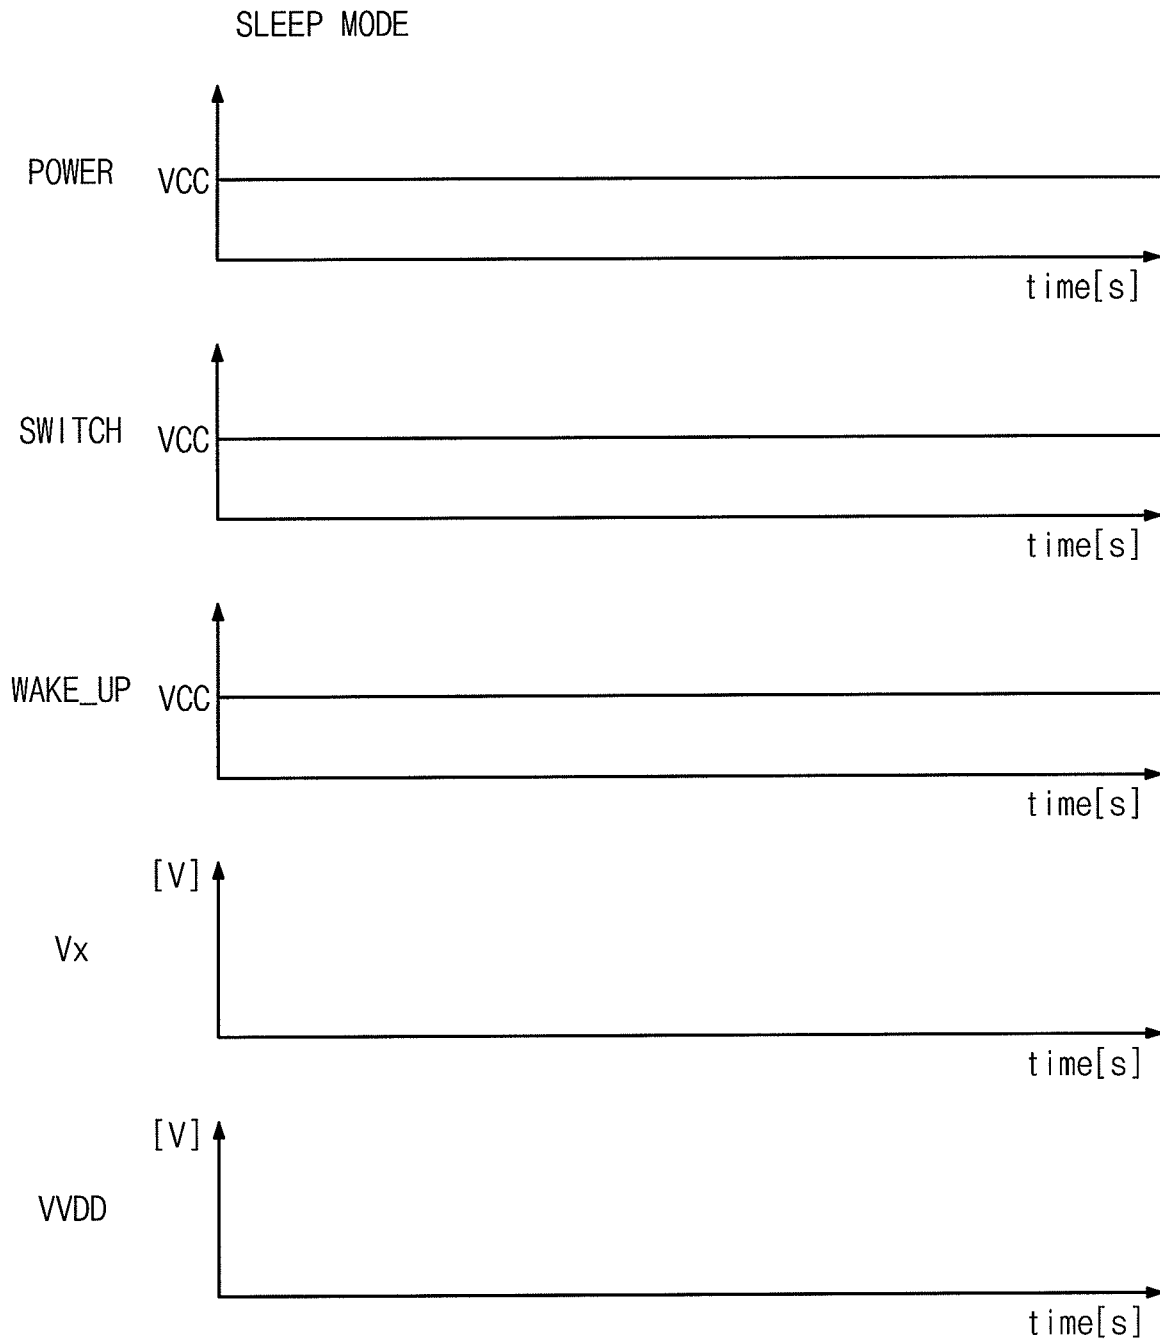 SLEEP MODE
POWER VCC
time[s]
SWITCH VCC
time[s]
WAKE_UP VCC
time[s]
[V]
Vx
time[s]
[V]
VVDD
time[s]